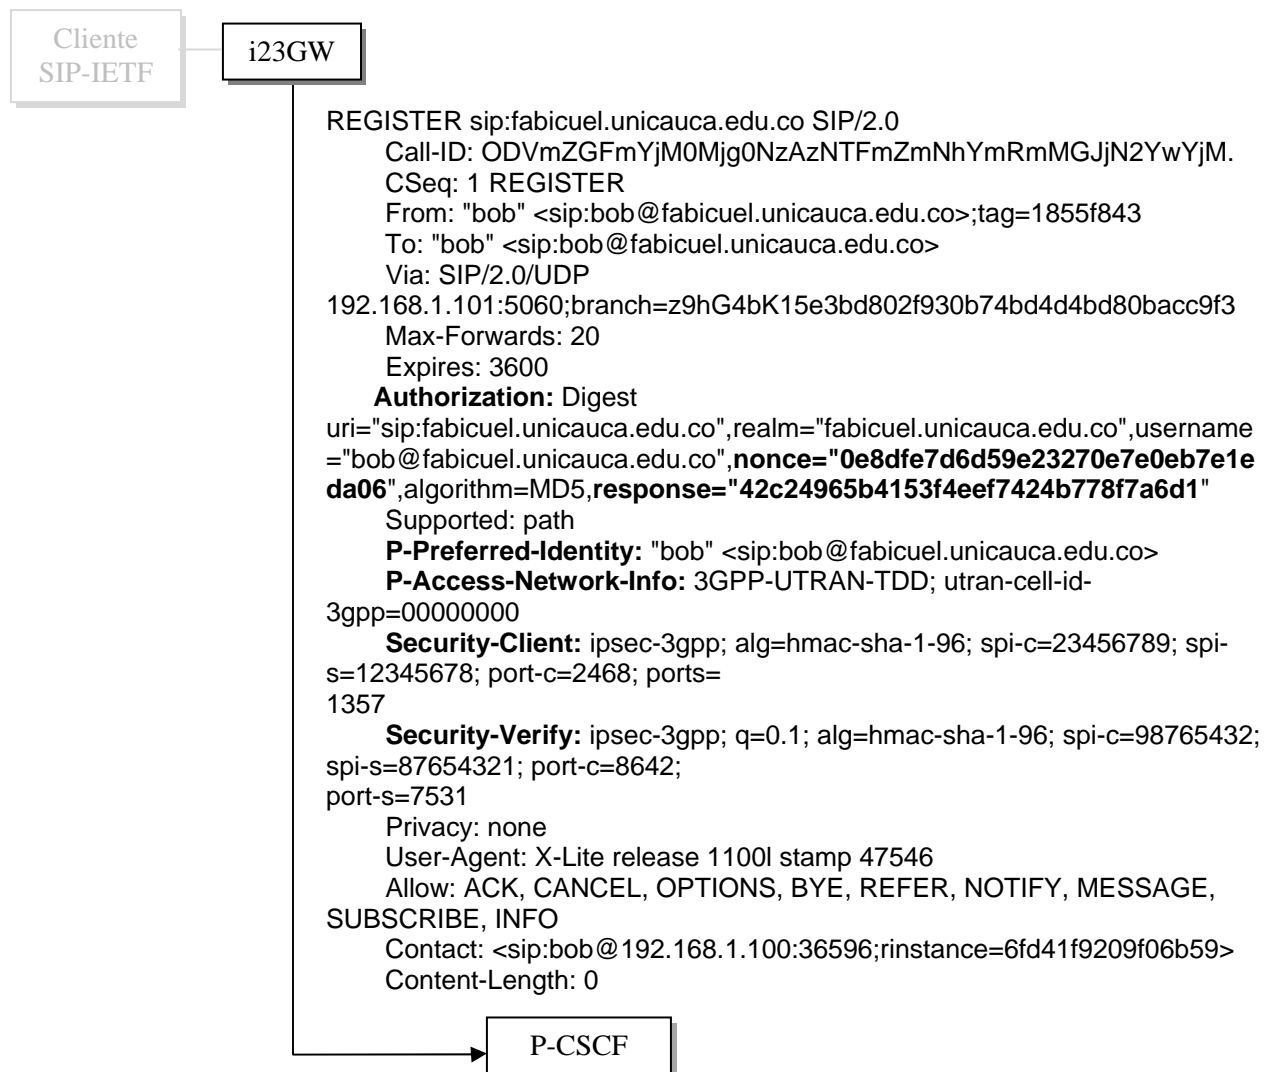 Cliente
SIP-IETF
i23GW
REGISTER sip:fabicuel.unicauca.edu.co SIP/2.0
Call-ID: ODVmZGFmYjM0Mjg0NzAzNTFmZmNhYmRmMGJjN2YwYjM.
CSeq: 1 REGISTER
From: "bob" <sip:bob@fabicuel.unicauca.edu.co>;tag=1855f843
To: "bob" <sip:bob@fabicuel.unicauca.edu.co>
Via: SIP/2.0/UDP
192.168.1.101:5060;branch=z9hG4bK15e3bd802f930b74bd4d4bd80bacc9f3
Max-Forwards: 20
Expires: 3600
Authorization: Digest
uri="sip:fabicuel.unicauca.edu.co",realm="fabicuel.unicauca.edu.co",username
="bob@fabicuel.unicauca.edu.co",nonce="0e8dfe7d6d59e23270e7e0eb7e1e
da06",algorithm=MD5,response="42c24965b4153f4eef7424b778f7a6d1"
Supported: path
P-Preferred-Identity: "bob" <sip:bob@fabicuel.unicauca.edu.co>
P-Access-Network-Info: 3GPP-UTRAN-TDD; utran-cell-id-
3gpp=00000000
Security-Client: ipsec-3gpp; alg=hmac-sha-1-96; spi-c=23456789; spi-
s=12345678; port-c=2468; ports=
1357
Security-Verify: ipsec-3gpp; q=0.1; alg=hmac-sha-1-96; spi-c=98765432;
spi-s=87654321; port-c=8642;
port-s=7531
Privacy: none
User-Agent: X-Lite release 1100l stamp 47546
Allow: ACK, CANCEL, OPTIONS, BYE, REFER, NOTIFY, MESSAGE,
SUBSCRIBE, INFO
Contact: <sip:bob@192.168.1.100:36596;rinstance=6fd41f9209f06b59>
Content-Length: 0
P-CSCF